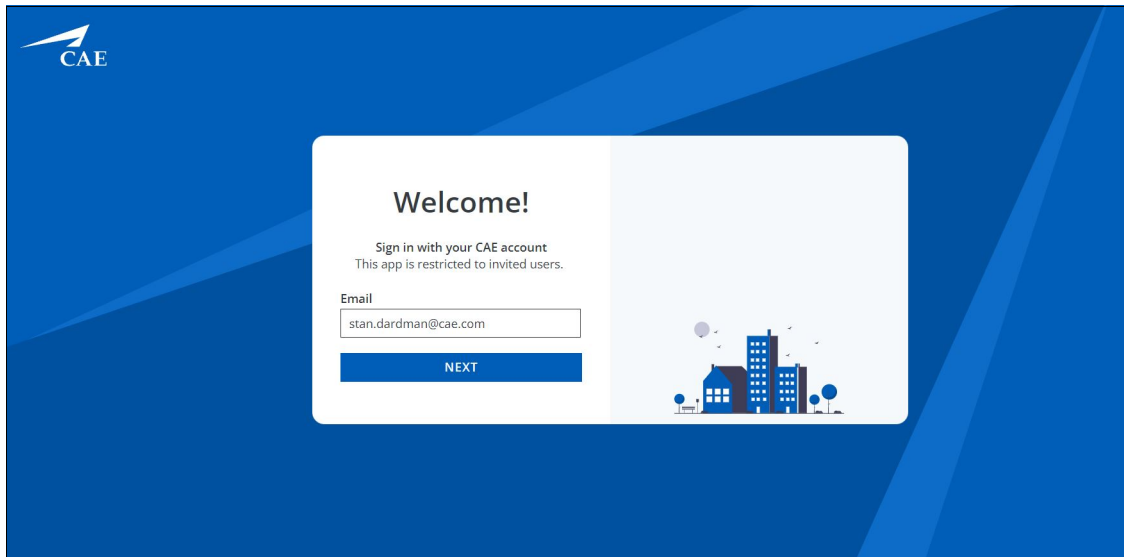 CAE
Welcome!
Sign in with your CAE account
This app is restricted to invited users.
Email
stan.dardman@cae.com
NEXT